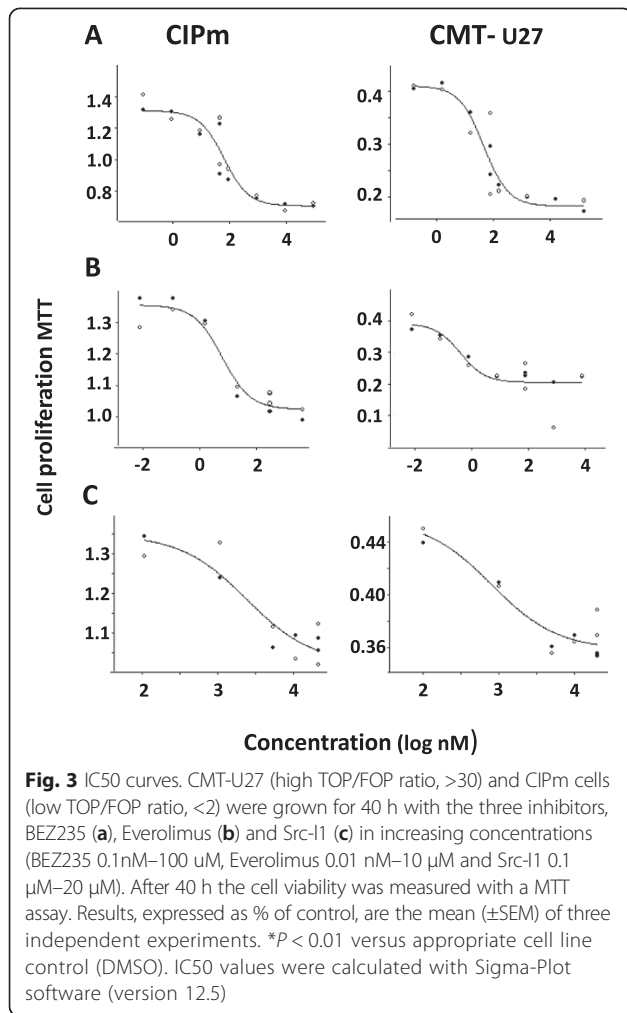 A CIPm CMT- U27
1.4
1.2
1.0
0.8
0 2 4
0.4
0.3
0.2
0 2 4
B
1.3
1.2
1.1
1.0
-2 0 2
0.4
0.3
0.2
0.1
-2 0 2 4
Cell proliferation MTT
C
1.3
1.2
1.1
2 3 4
0.44
0.40
0.36
2 3 4
Concentration (log nM)
Fig. 3 IC50 curves. CMT-U27 (high TOP/FOP ratio, >30) and CIPm cells
(low TOP/FOP ratio, <2) were grown for 40 h with the three inhibitors,
BEZ235 (a), Everolimus (b) and Src-I1 (c) in increasing concentrations
(BEZ235 0.1nM–100 uM, Everolimus 0.01 nM–10 μM and Src-I1 0.1
μM–20 μM). After 40 h the cell viability was measured with a MTT
assay. Results, expressed as % of control, are the mean (±SEM) of three
independent experiments. *P < 0.01 versus appropriate cell line
control (DMSO). IC50 values were calculated with Sigma-Plot
software (version 12.5)